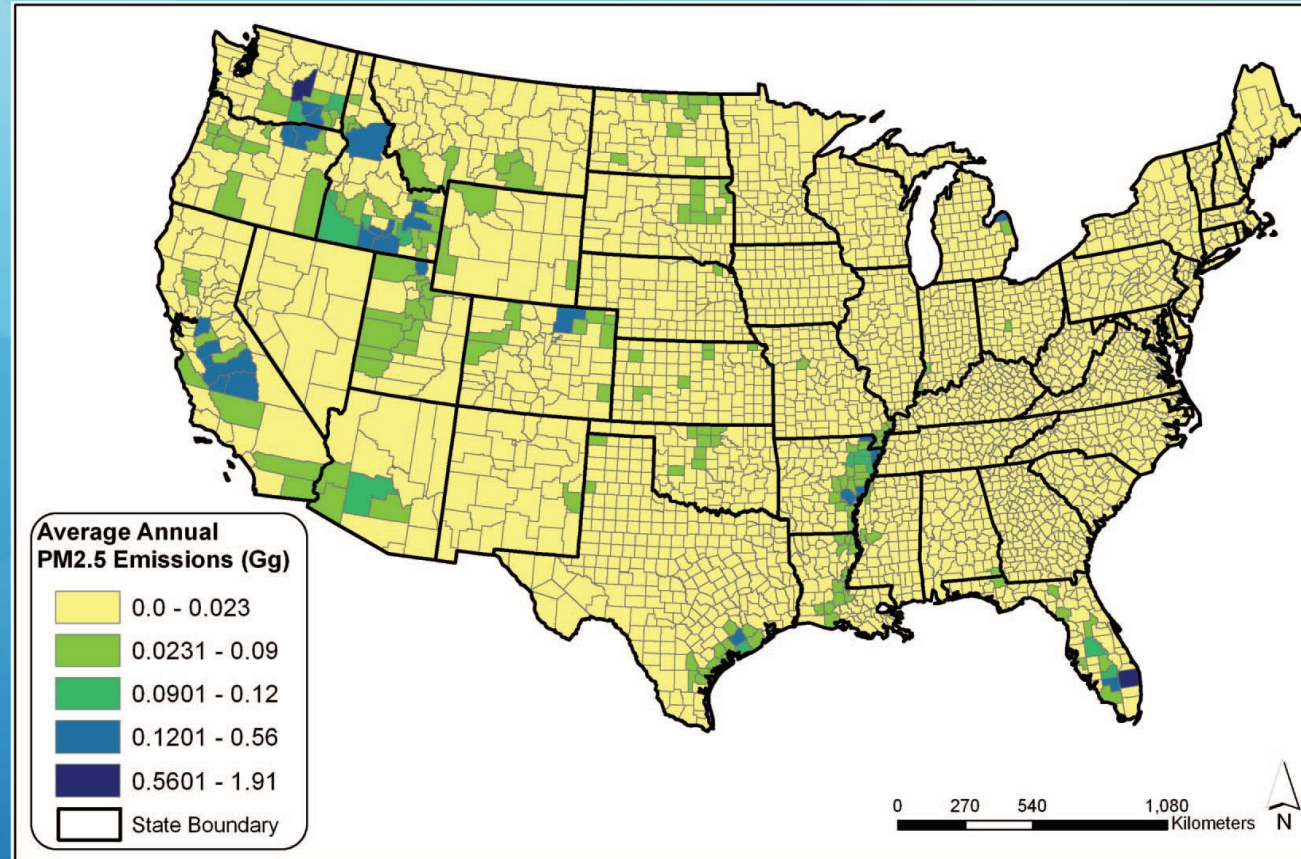 Average Annual
PM2.5 Emissions (Gg)
0.0 - 0.023
0.0231 - 0.09
0.0901 - 0.12
0.1201 - 0.56
0.5601 - 1.91
State Boundary
0 270 540 1,080
Kilometers
N